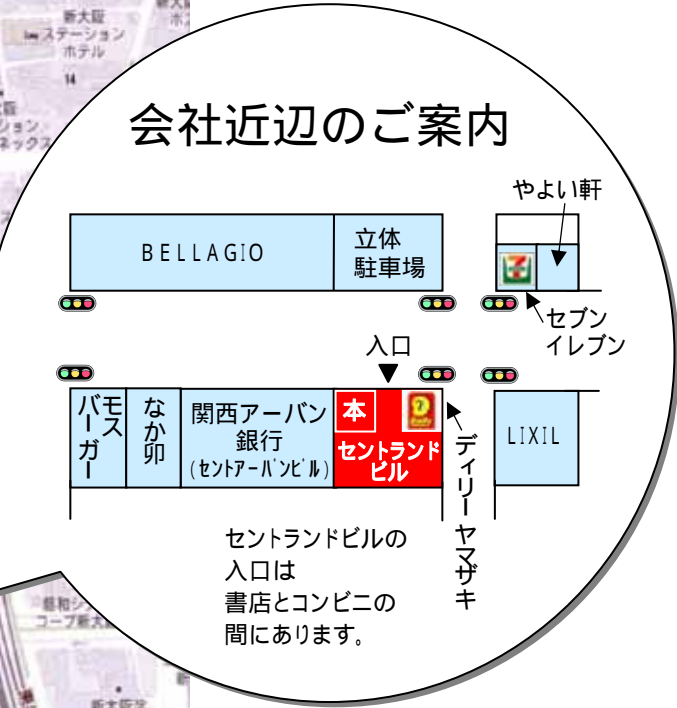 新大阪
ステーション
ホテル
14
会社近辺のご案内
やよい軒
BELLAGIO
立体
駐車場
セブン
イレブン
入口
モス
バーガー
なか卯
関西アーバン
銀行
(セントアーバンビル)
本
セントランド
ビル
ディリーヤマザキ
LIXIL
セントランドビルの
入口は
書店とコンビニの
間にあります。